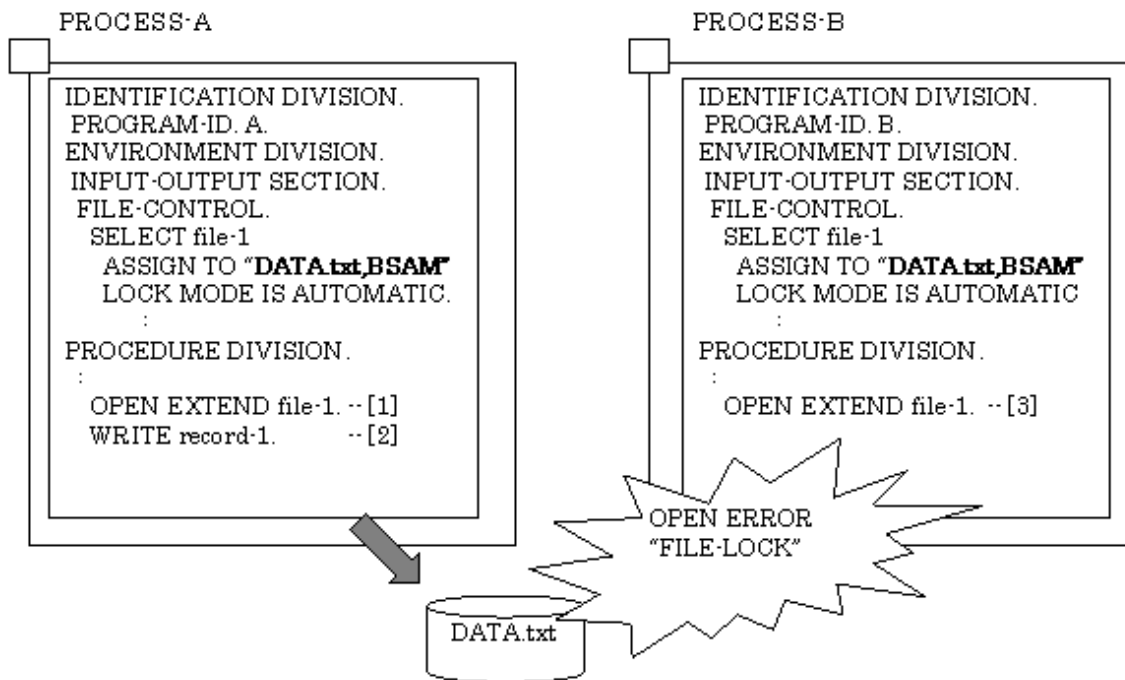 PROCESS-A
IDENTIFICATION DIVISION.
PROGRAM-ID. A.
ENVIRONMENT DIVISION.
INPUT-OUTPUT SECTION.
FILE-CONTROL.
SELECT file-1
ASSIGN TO “DATA.txt,BSAM”
LOCK MODE IS AUTOMATIC.
:
PROCEDURE DIVISION.
:
OPEN EXTEND file-1. --[1]
WRITE record-1. --[2]
PROCESS-B
IDENTIFICATION DIVISION.
PROGRAM-ID. B.
ENVIRONMENT DIVISION.
INPUT-OUTPUT SECTION.
FILE-CONTROL.
SELECT file-1
ASSIGN TO “DATA.txt,BSAM”
LOCK MODE IS AUTOMATIC
:
PROCEDURE DIVISION.
:
OPEN EXTEND file-1. --[3]
OPEN ERROR
“FILE-LOCK”
DATA.txt